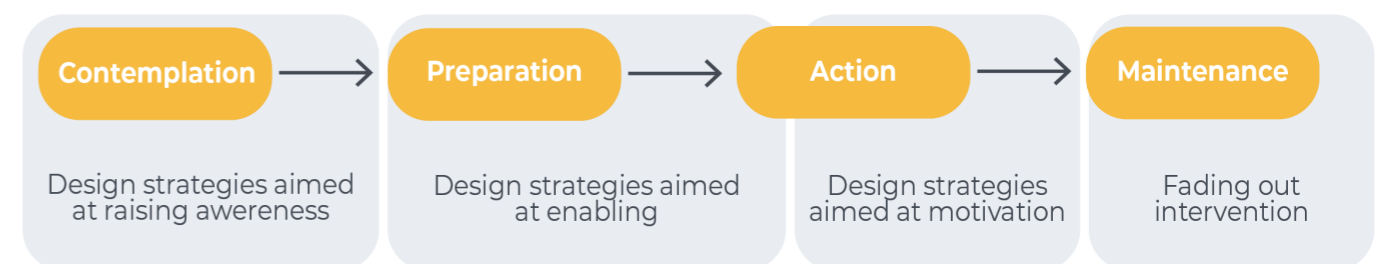 Contemplation
Preparation
Action
Maintenance
Design strategies aimed
at raising awereness
Design strategies aimed
at enabling
Design strategies
aimed at motivation
Fading out
intervention